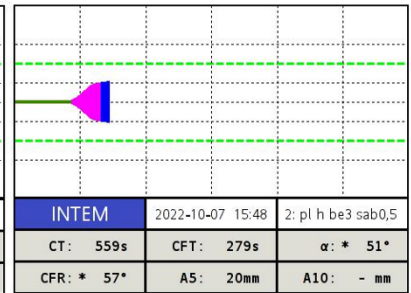 INTEM 2022-10-07 15:48 2: pl h be3 sab0,5
CT: 559s CFT: 279s α: * 51°
CFR: * 57° A5: 20mm A10: - mm